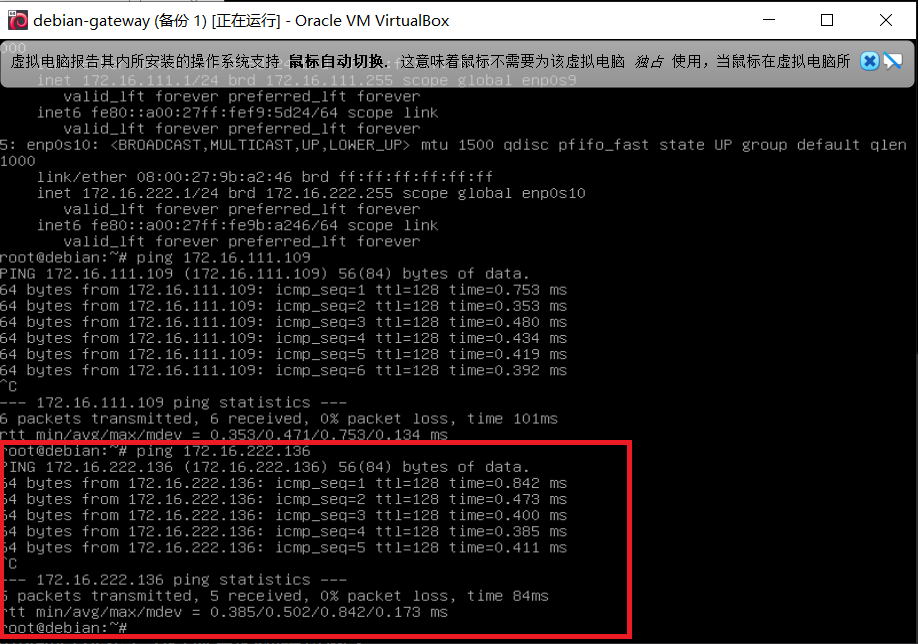 debian-gateway (备份 1) [正在运行] - Oracle VM VirtualBox
000
虚拟电脑报告其内所安装的操作系统支持 鼠标自动切换. 这意味着鼠标不需要为该虚拟电脑 独占 使用，当鼠标在虚拟电脑所
inet 172.16.111.1/24 brd 172.16.111.255 scope global enp0s9
valid_lft forever preferred_lft forever
inet6 fe80::a00:27ff:fef9:5d24/64 scope link
valid_lft forever preferred_lft forever
5: enp0s10: <BROADCAST,MULTICAST,UP,LOWER_UP> mtu 1500 qdisc pfifo_fast state UP group default qlen
1000
link/ether 08:00:27:9b:a2:46 brd ff:ff:ff:ff:ff:ff
inet 172.16.222.1/24 brd 172.16.222.255 scope global enp0s10
valid_lft forever preferred_lft forever
inet6 fe80::a00:27ff:fe9b:a246/64 scope link
valid_lft forever preferred_lft forever
root@debian:~# ping 172.16.111.109
PING 172.16.111.109 (172.16.111.109) 56(84) bytes of data.
64 bytes from 172.16.111.109: icmp_seq=1 ttl=128 time=0.753 ms
64 bytes from 172.16.111.109: icmp_seq=2 ttl=128 time=0.353 ms
64 bytes from 172.16.111.109: icmp_seq=3 ttl=128 time=0.480 ms
64 bytes from 172.16.111.109: icmp_seq=4 ttl=128 time=0.434 ms
64 bytes from 172.16.111.109: icmp_seq=5 ttl=128 time=0.419 ms
64 bytes from 172.16.111.109: icmp_seq=6 ttl=128 time=0.392 ms
^C
--- 172.16.111.109 ping statistics ---
6 packets transmitted, 6 received, 0% packet loss, time 101ms
rtt min/avg/max/mdev = 0.353/0.471/0.753/0.134 ms
root@debian:~# ping 172.16.222.136
PING 172.16.222.136 (172.16.222.136) 56(84) bytes of data.
64 bytes from 172.16.222.136: icmp_seq=1 ttl=128 time=0.842 ms
64 bytes from 172.16.222.136: icmp_seq=2 ttl=128 time=0.473 ms
64 bytes from 172.16.222.136: icmp_seq=3 ttl=128 time=0.400 ms
64 bytes from 172.16.222.136: icmp_seq=4 ttl=128 time=0.385 ms
64 bytes from 172.16.222.136: icmp_seq=5 ttl=128 time=0.411 ms
^C
--- 172.16.222.136 ping statistics ---
5 packets transmitted, 5 received, 0% packet loss, time 84ms
rtt min/avg/max/mdev = 0.385/0.502/0.842/0.173 ms
root@debian:~#